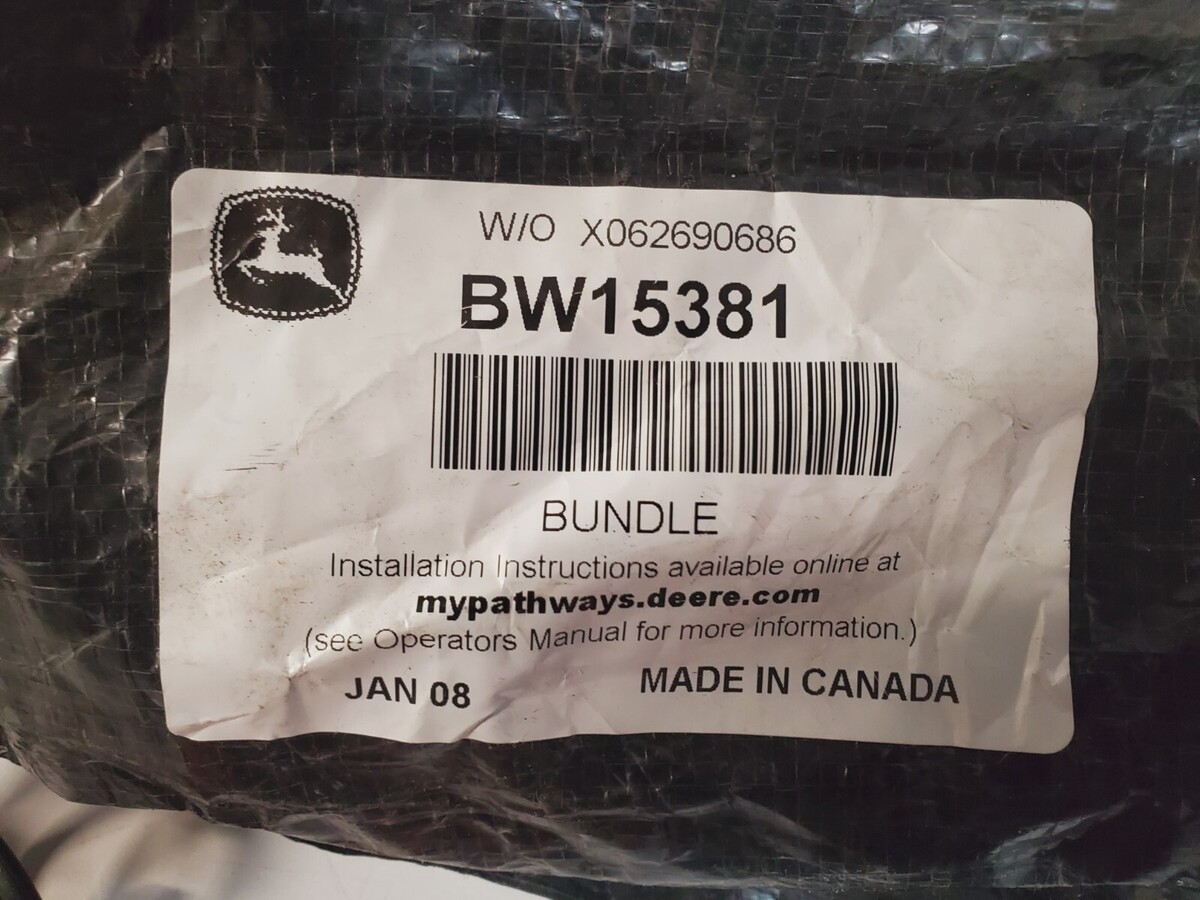 W/O X062690686
BW15381
BUNDLE
Installation Instructions available online at
mypathways.deere.com
(see Operators Manual for more information.)
JAN 08 MADE IN CANADA